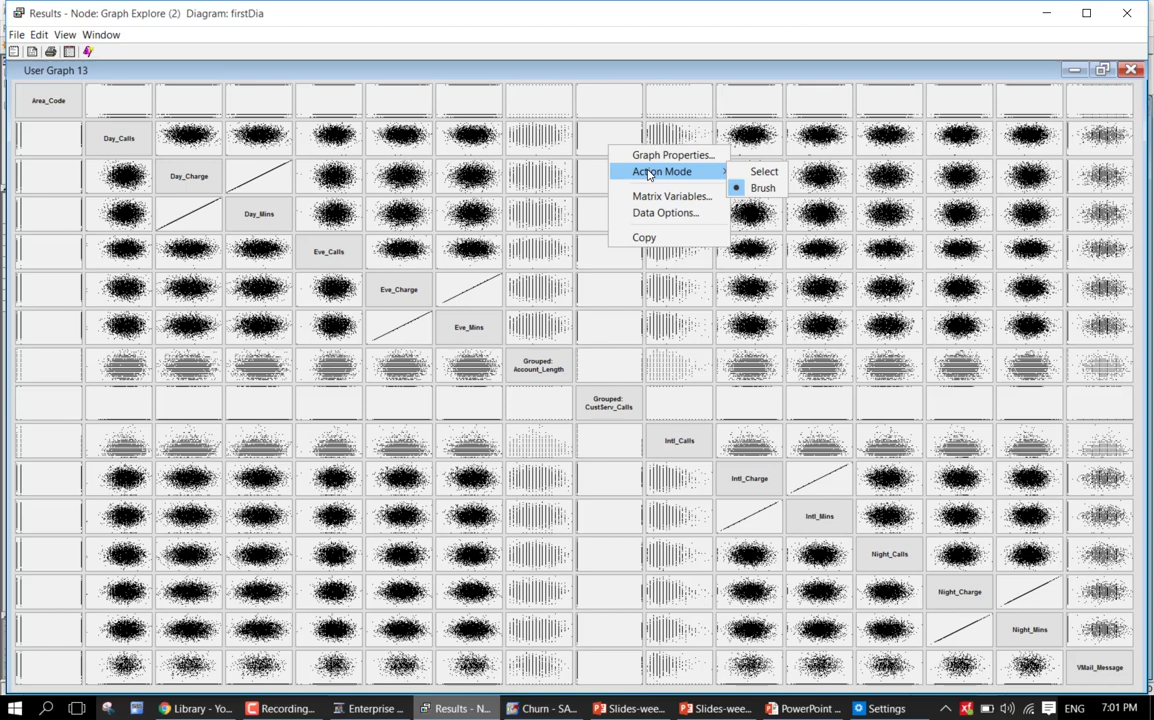 Results - Node: Graph Explore (2) Diagram: firstDia
File Edit View Window
User Graph 13
Area_Code
Day_Calls
Graph Properties...
Action Mode
Select
Day_Charge
Brush
Matrix Variables...
Data Options...
Day_Mins
Copy
Eve_Calls
Eve_Charge
Eve_Mins
Grouped:
Account_Length
Grouped:
CustServ_Calls
Intl_Calls
Intl_Charge
Intl_Mins
Night_Calls
Night_Charge
Night_Mins
VMail_Message
Library - Yo...
Recording...
Enterprise ...
Results - N...
Churn - SA...
Slides-wee...
Slides-wee...
PowerPoint ...
Settings
ENG
7:01 PM